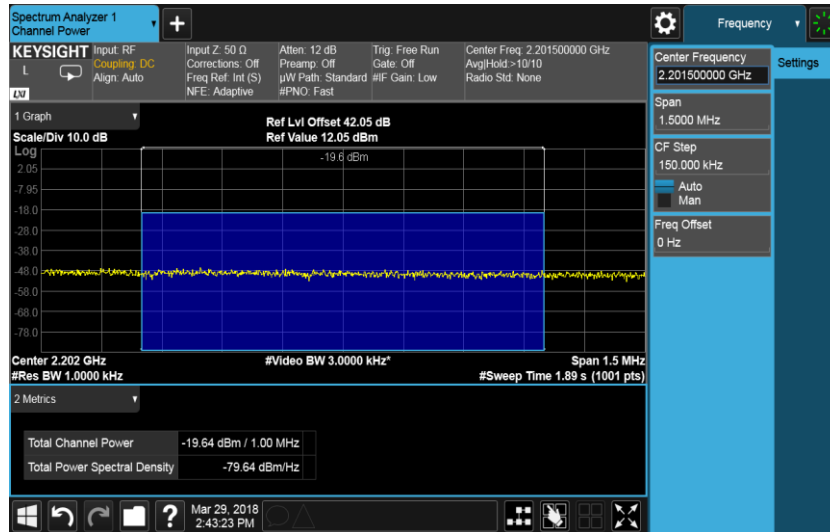 Spectrum Analyzer 1
Channel Power
+
Frequency
KEYSIGHT
L
LXI
Input: RF
Coupling: DC
Align: Auto
Input Z: 50 Ω
Corrections: Off
Freq Ref: Int (S)
NFE: Adaptive
Atten: 12 dB
Preamp: Off
µW Path: Standard
#PNO: Fast
Trig: Free Run
Gate: Off
#IF Gain: Low
Center Freq: 2.201500000 GHz
Avg|Hold:>10/10
Radio Std: None
Center Frequency
2.201500000 GHz
Settings
Span
1.5000 MHz
CF Step
150.000 kHz
Auto
Man
Freq Offset
0 Hz
1 Graph
Scale/Div 10.0 dB
Ref Lvl Offset 42.05 dB
Ref Value 12.05 dBm
Log
-19.6 dBm
2.05
-7.95
-18.0
-28.0
-38.0
-48.0
-58.0
-68.0
-78.0
Center 2.202 GHz
#Video BW 3.0000 kHz*
Span 1.5 MHz
#Res BW 1.0000 kHz
#Sweep Time 1.89 s (1001 pts)
2 Metrics
Total Channel Power -19.64 dBm / 1.00 MHz
Total Power Spectral Density -79.64 dBm/Hz
?
Mar 29, 2018
2:43:23 PM